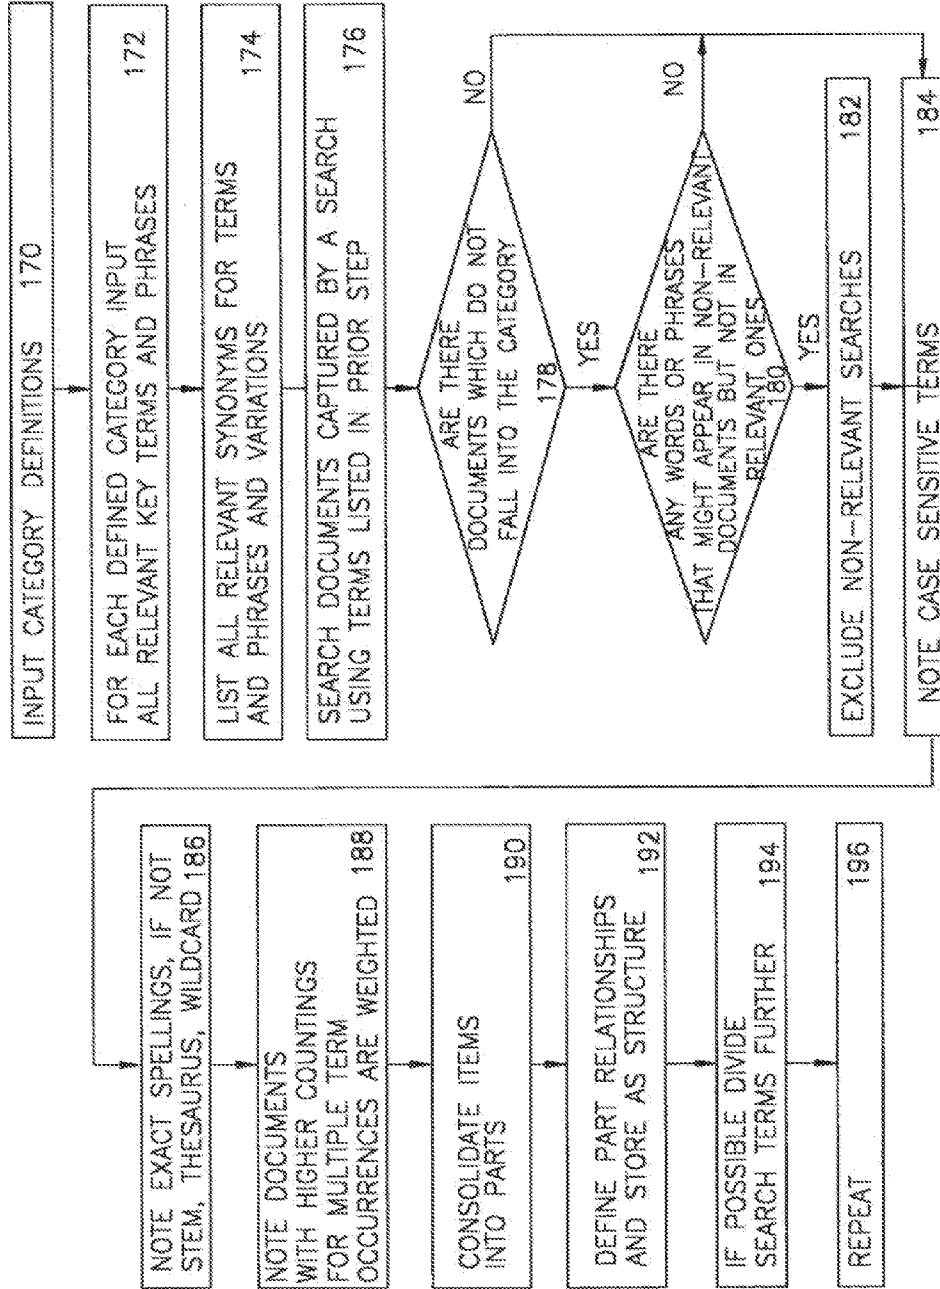 INPUT CATEGORY DEFINITIONS 170
FOR EACH DEFINED CATEGORY INPUT
ALL RELEVANT KEY TERMS AND PHRASES 172
LIST ALL RELEVANT SYNONYMS FOR TERMS
AND PHRASES AND VARIATIONS 174
SEARCH DOCUMENTS CAPTURED BY A SEARCH
USING TERMS LISTED IN PRIOR STEP 176
ARE THERE
DOCUMENTS WHICH DO NOT
FALL INTO THE CATEGORY
178
NO
YES
ARE THERE
ANY WORDS OR PHRASES
THAT MIGHT APPEAR IN NON-RELEVANT
DOCUMENTS BUT NOT IN
RELEVANT ONES
180
NO
YES
EXCLUDE NON-RELEVANT SEARCHES 182
NOTE CASE SENSITIVE TERMS 184
NOTE EXACT SPELLINGS, IF NOT
STEM, THESAURUS, WILDCARD 186
NOTE DOCUMENTS
WITH HIGHER COUNTINGS
FOR MULTIPLE TERM
OCCURRENCES ARE WEIGHTED 188
CONSOLIDATE ITEMS
INTO PARTS 190
DEFINE PART RELATIONSHIPS
AND STORE AS STRUCTURE 192
IF POSSIBLE DIVIDE
SEARCH TERMS FURTHER 194
REPEAT 196